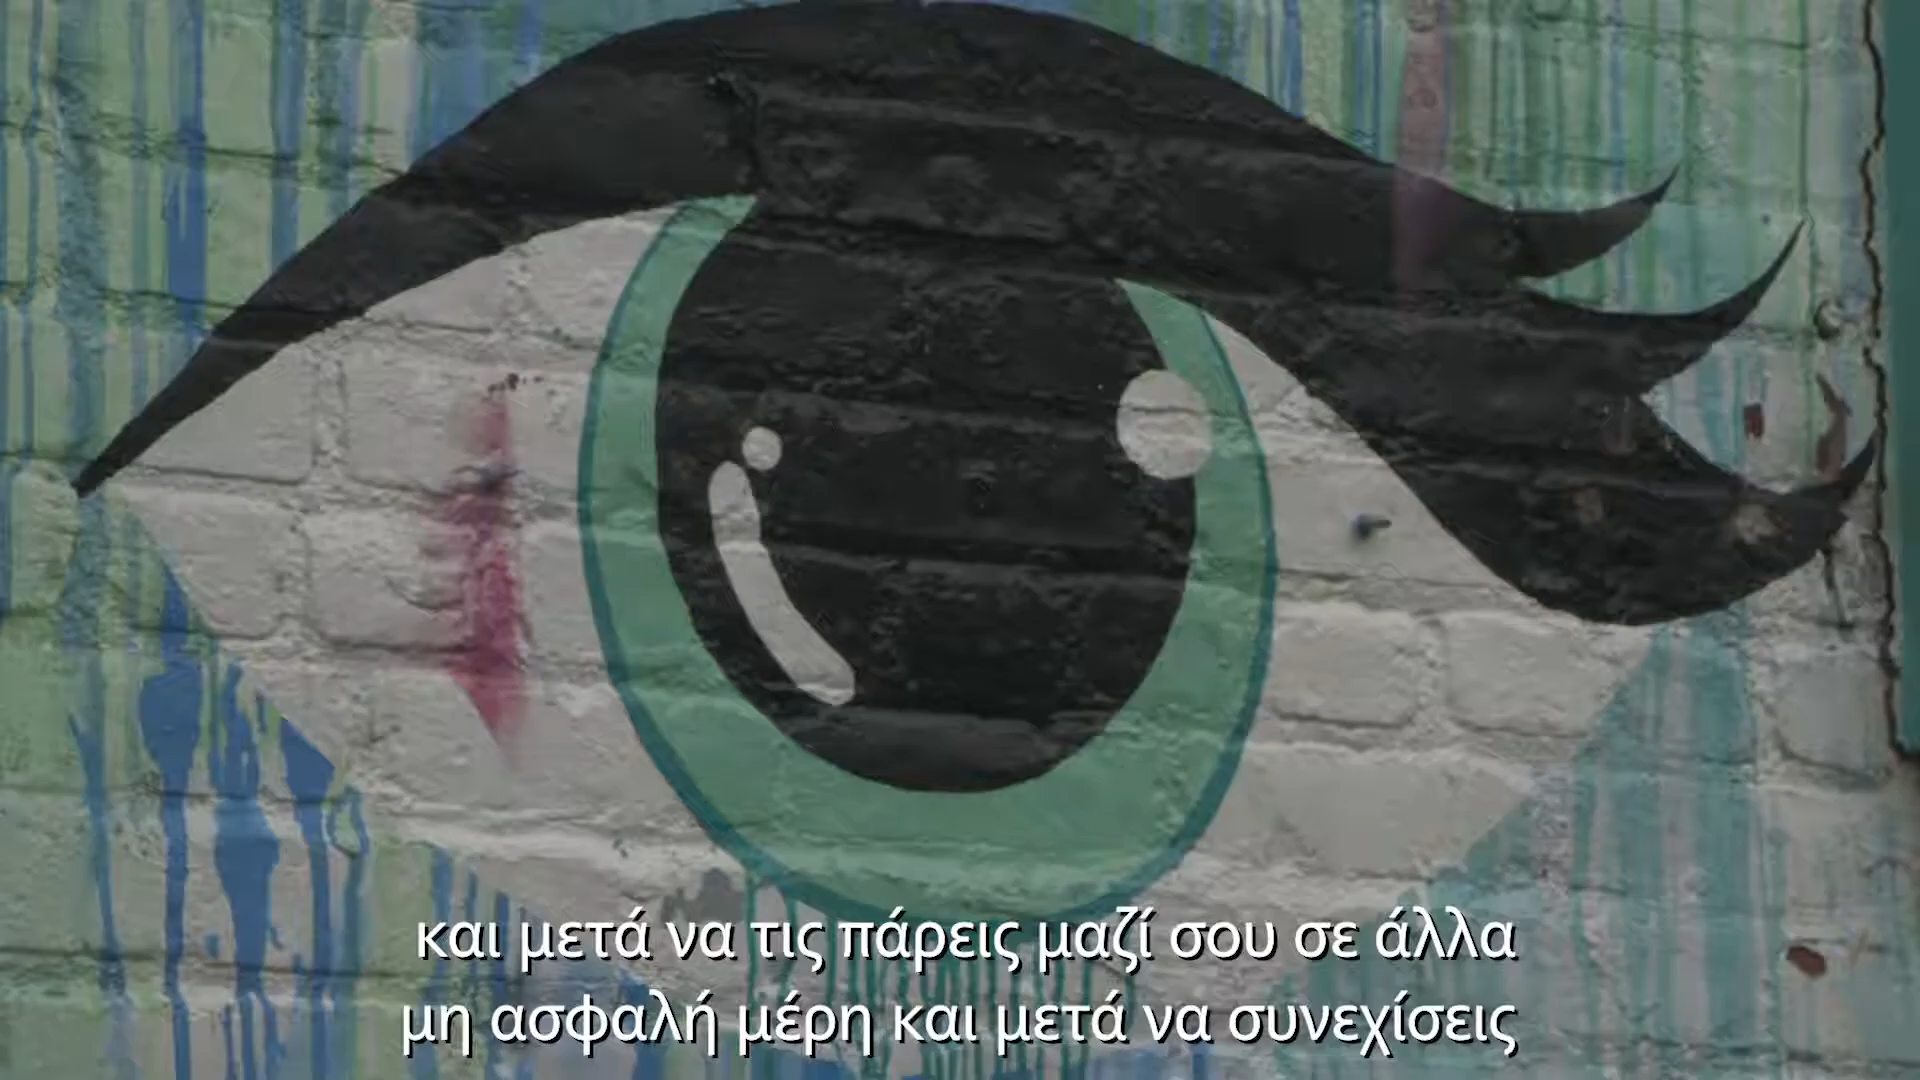 και μετά να τις πάρεις μαζί σου σε άλλα
μη ασφαλή μέρη και μετά να συνεχίσεις